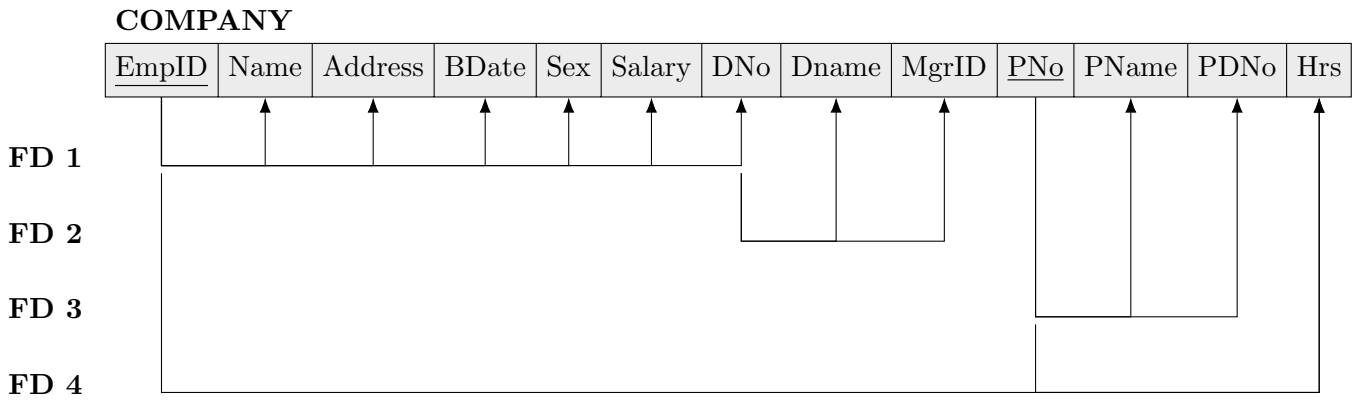 COMPANY
EmpID Name Address BDate Sex Salary DNo Dname MgrID PNo PName PDNo Hrs
FD 1
FD 2
FD 3
FD 4